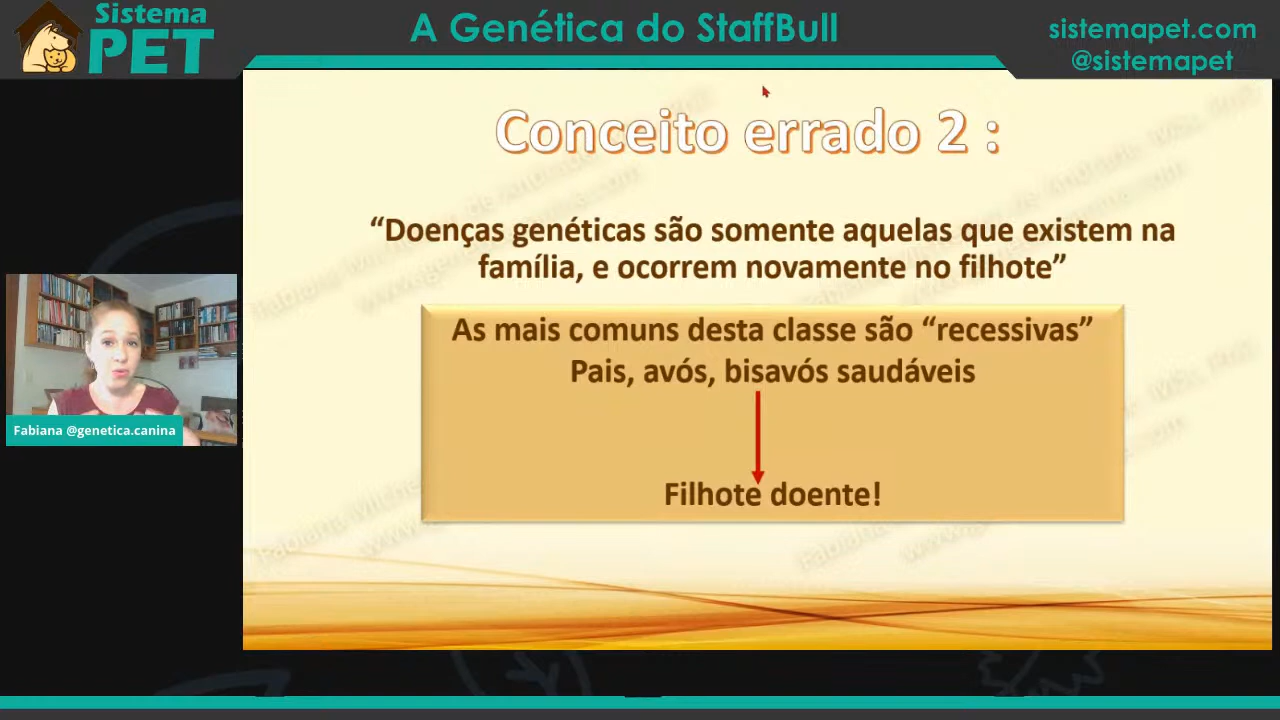 Sistema
PET
A Genética do StaffBull
sistemapet.com
@sistemapet
Conceito errado 2 :
“Doenças genéticas são somente aquelas que existem na
família, e ocorrem novamente no filhote”
As mais comuns desta classe são “recessivas”
Pais, avós, bisavós saudáveis
Filhote doente!
Fabiana @genetica.canina